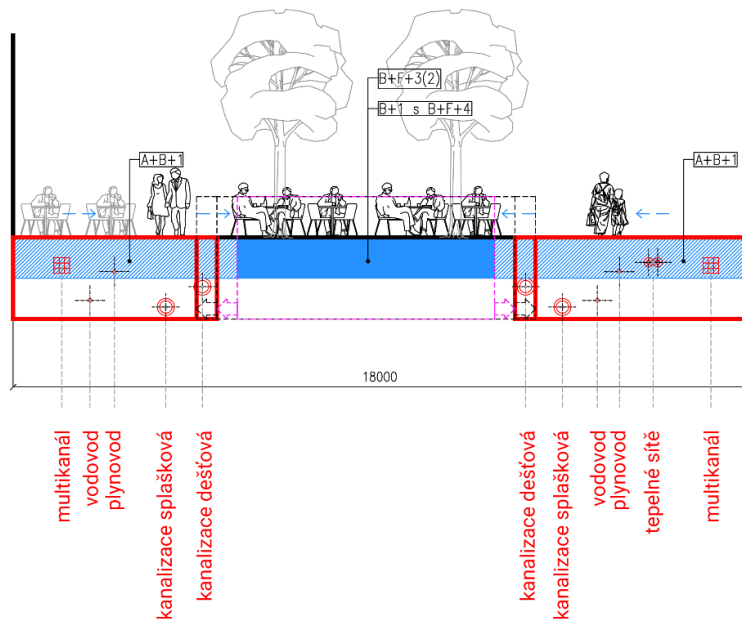 B+F+3(2)
B+1 s B+F+4
A+B+1
A+B+1
18000
multikanál
vodovod
plynovod
kanalizace splašková
kanalizace dešťová
kanalizace dešťová
kanalizace splašková
vodovod
plynovod
tepelné sítě
multikanál